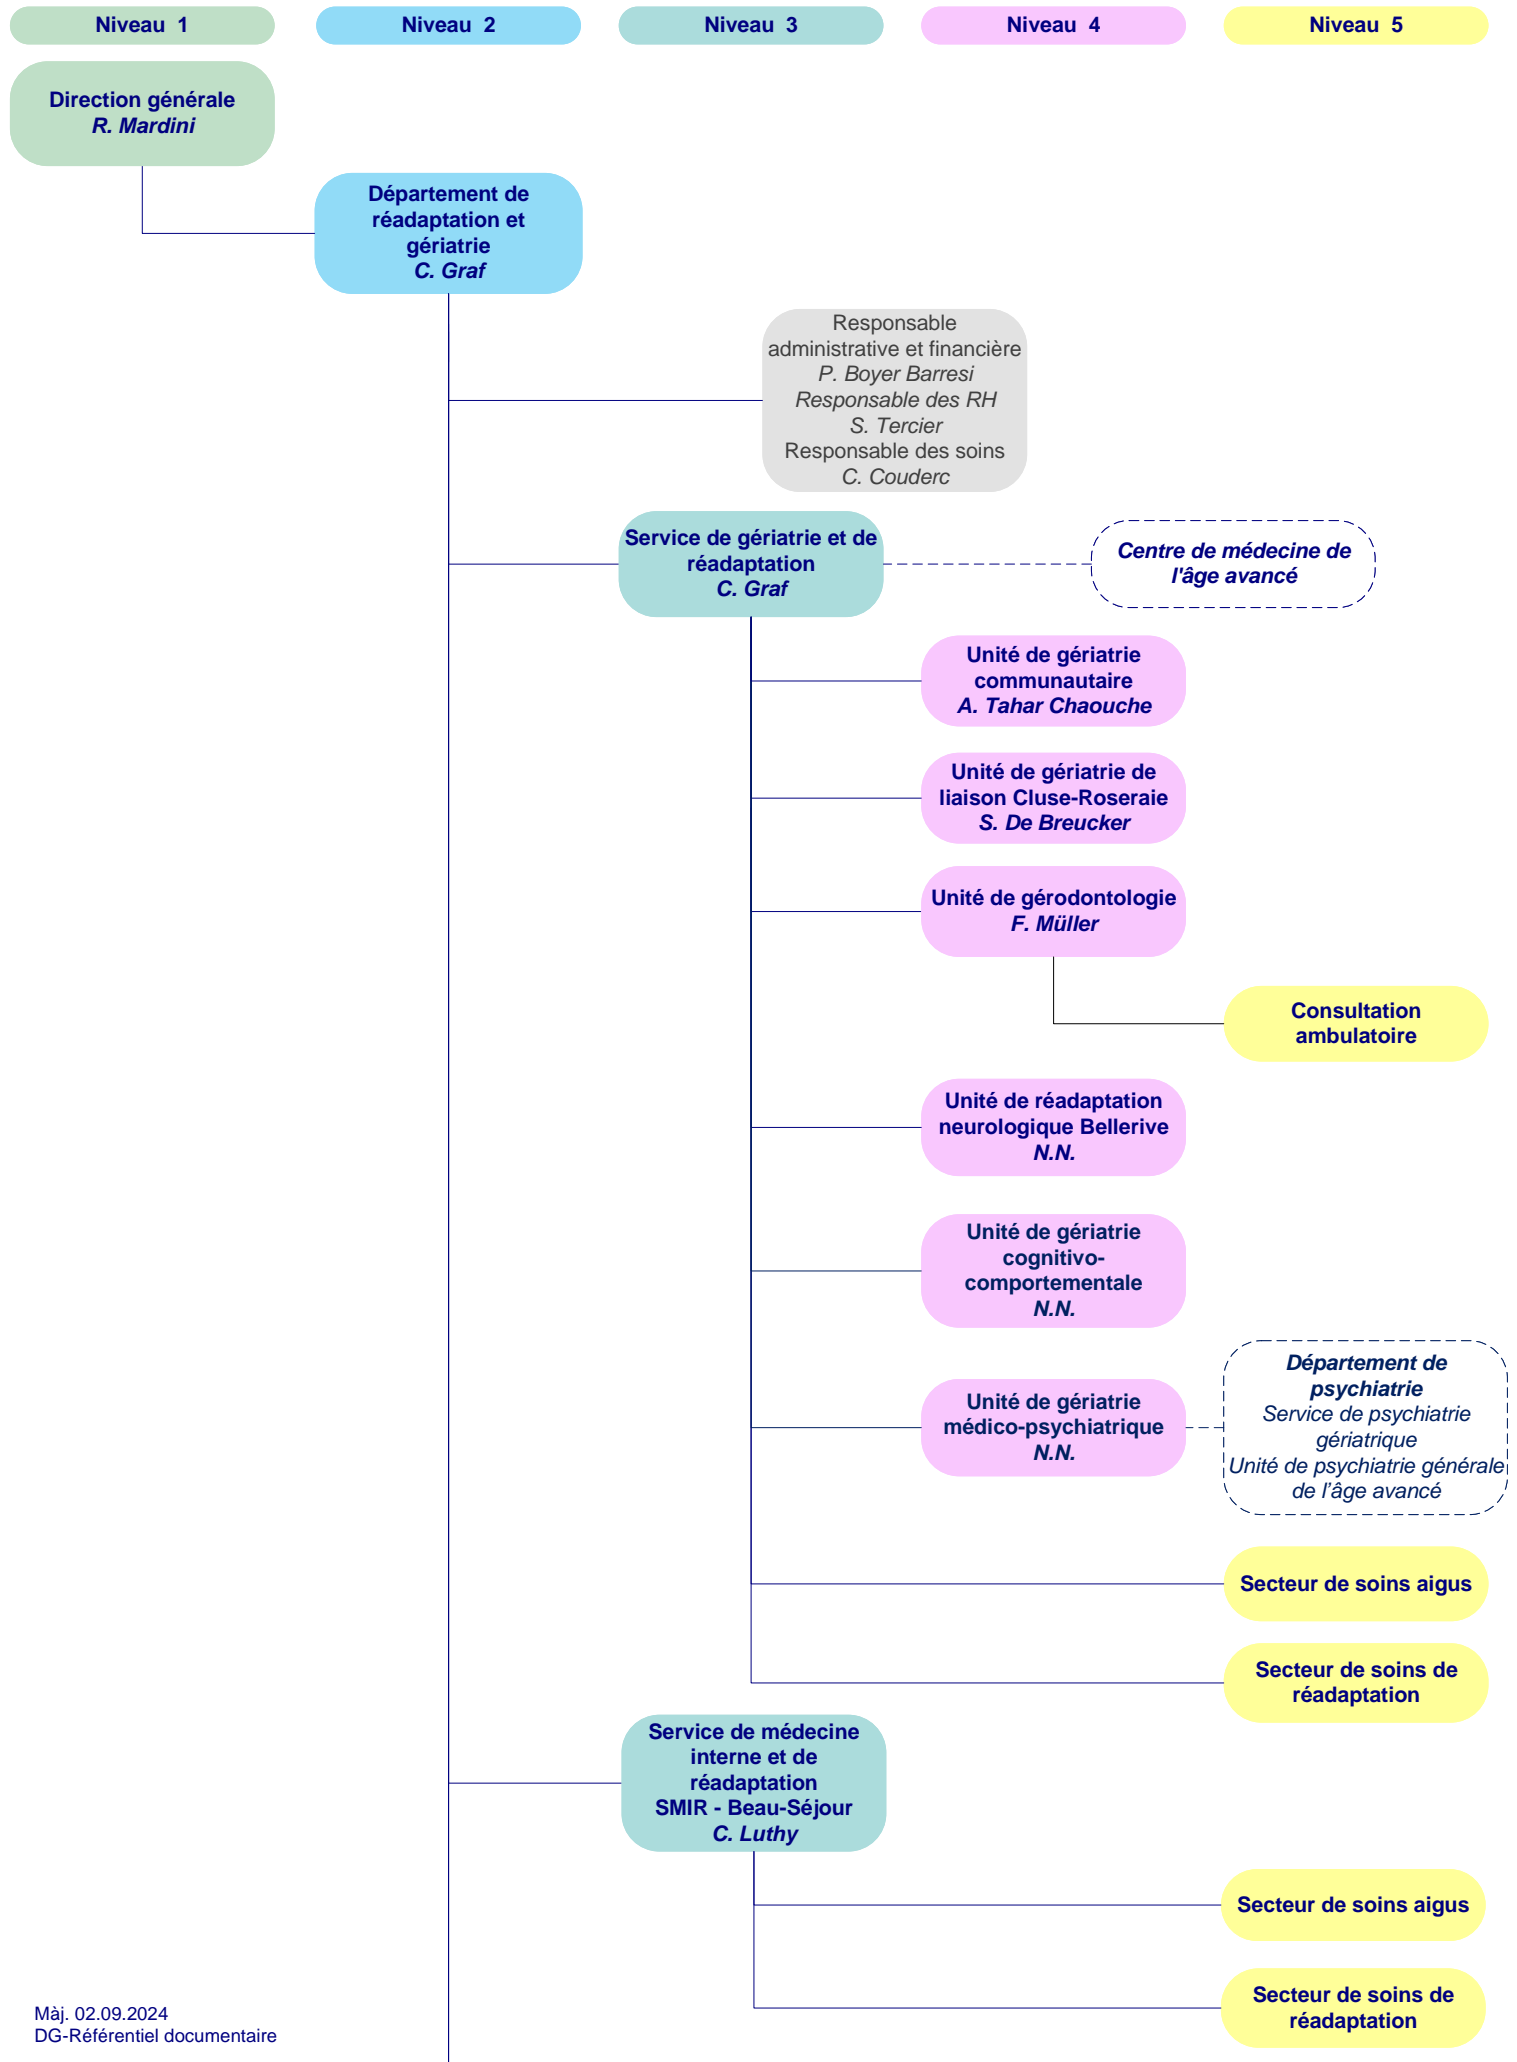 Niveau 1
Niveau 2
Niveau 3
Niveau 4
Niveau 5
Direction générale
R. Mardini
Département de
réadaptation et
gériatrie
C. Graf
Responsable
administrative et financière
P. Boyer Barresi
Responsable des RH
S. Tercier
Responsable des soins
C. Couderc
Service de gériatrie et de
réadaptation
C. Graf
Centre de médecine de
l'âge avancé
Unité de gériatrie
communautaire
A. Tahar Chaouche
Unité de gériatrie de
liaison Cluse-Roseraie
S. De Breucker
Unité de gérodontologie
F. Müller
Consultation
ambulatoire
Unité de réadaptation
neurologique Bellerive
N.N.
Unité de gériatrie
cognitivo-
comportementale
N.N.
Unité de gériatrie
médico-psychiatrique
N.N.
Département de
psychiatrie
Service de psychiatrie
gériatrique
Unité de psychiatrie générale
de l’âge avancé
Secteur de soins aigus
Secteur de soins de
réadaptation
Service de médecine
interne et de
réadaptation
SMIR - Beau-Séjour
C. Luthy
Secteur de soins aigus
Secteur de soins de
réadaptation
Màj. 02.09.2024
DG-Référentiel documentaire